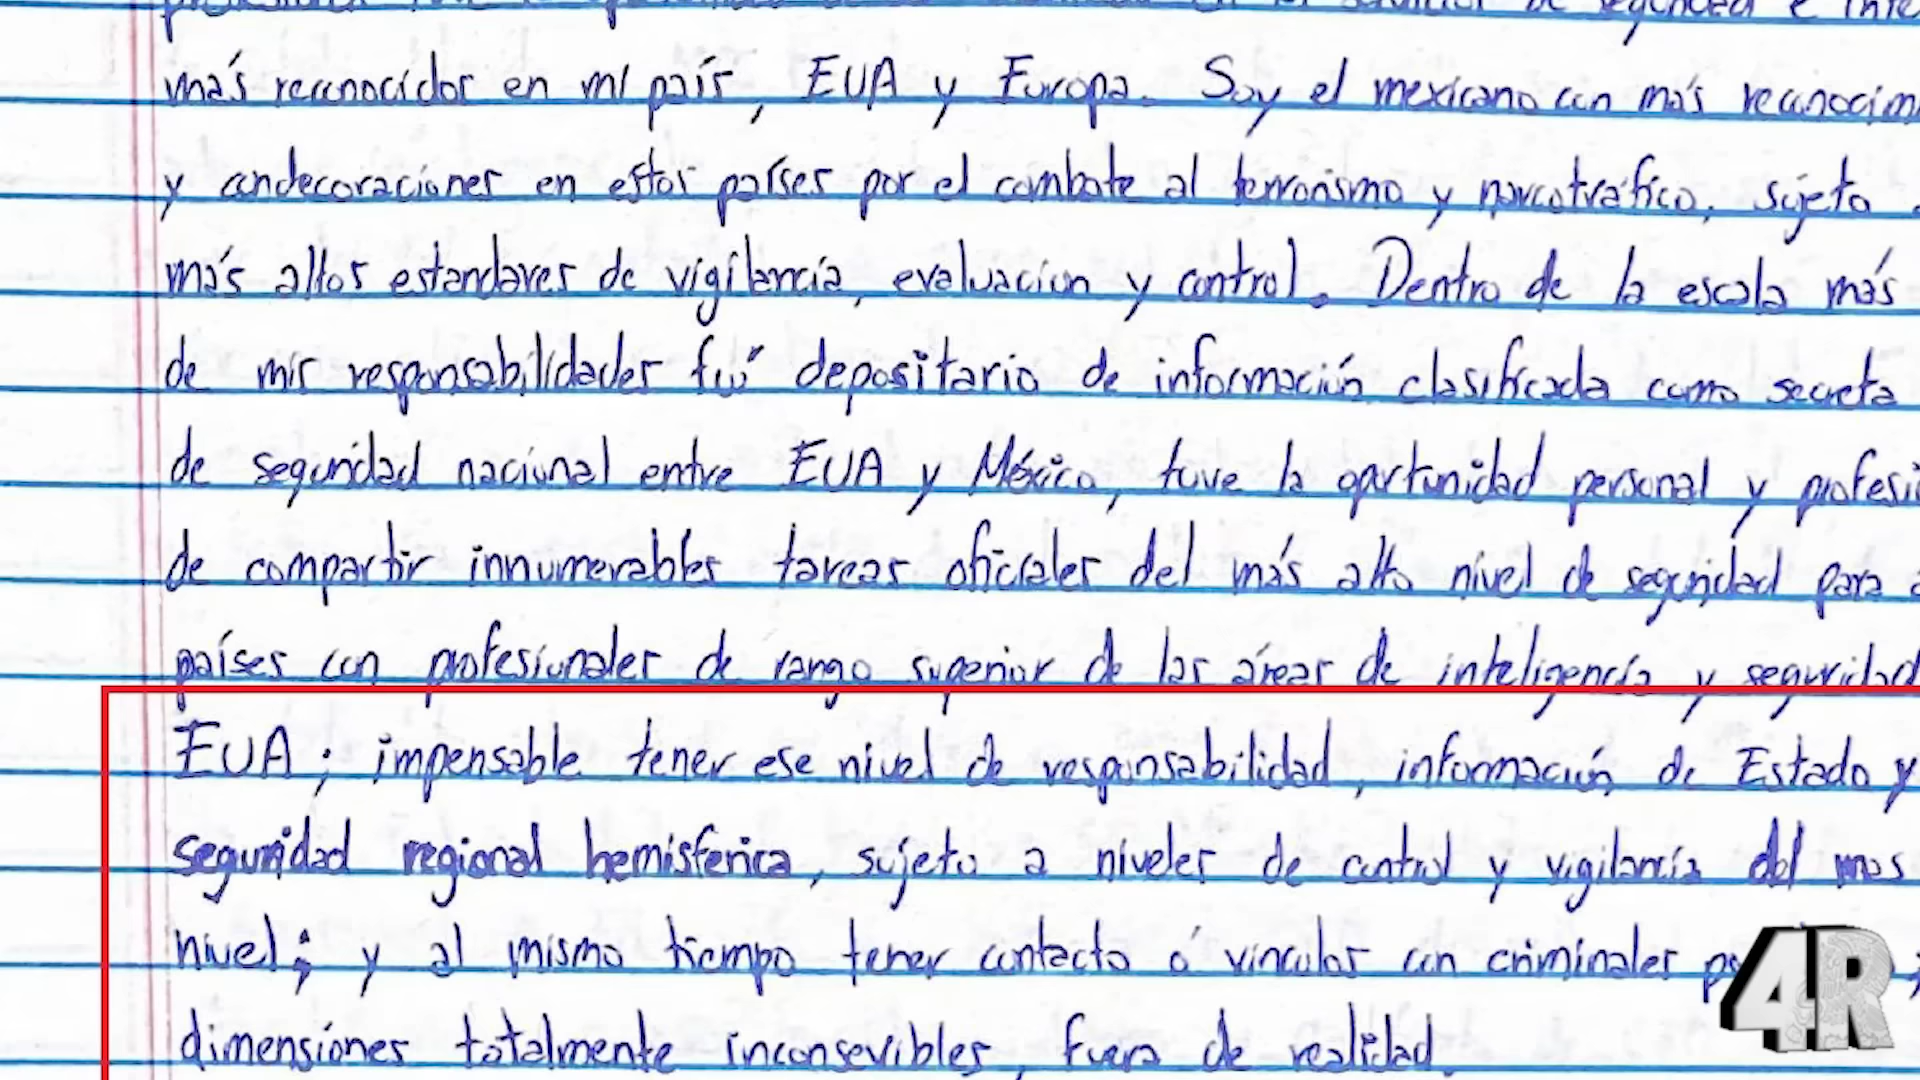 más reconocidos en mi país, EUA y Europa. Soy el mexicano con más
y condecoraciones en estos países por el combate al terrorismo y narcotráfico, sujeto
más altos estandares de vigilancia, evaluacion y control. Dentro de la escala más
de mis responsabilidades fuí depositario de información clasificada como secreta
de seguridad nacional entre EUA y México, tuve la oportunidad personal y
de compartir innumerables tareas oficiales del más alto nivel de seguridad para
países con profesionales de rango superior de las áreas de inteligencia y seguridad
EUA; impensable tener ese nivel de responsabilidad, información de Estado y
seguridad regional hemisferica, sujeto a niveles de control y vigilancia del mas
nivel; y al mismo tiempo tener contacto ó vinculos con criminales
dimensiónes totalmente inconsevibles, fuera de realidad.
4R